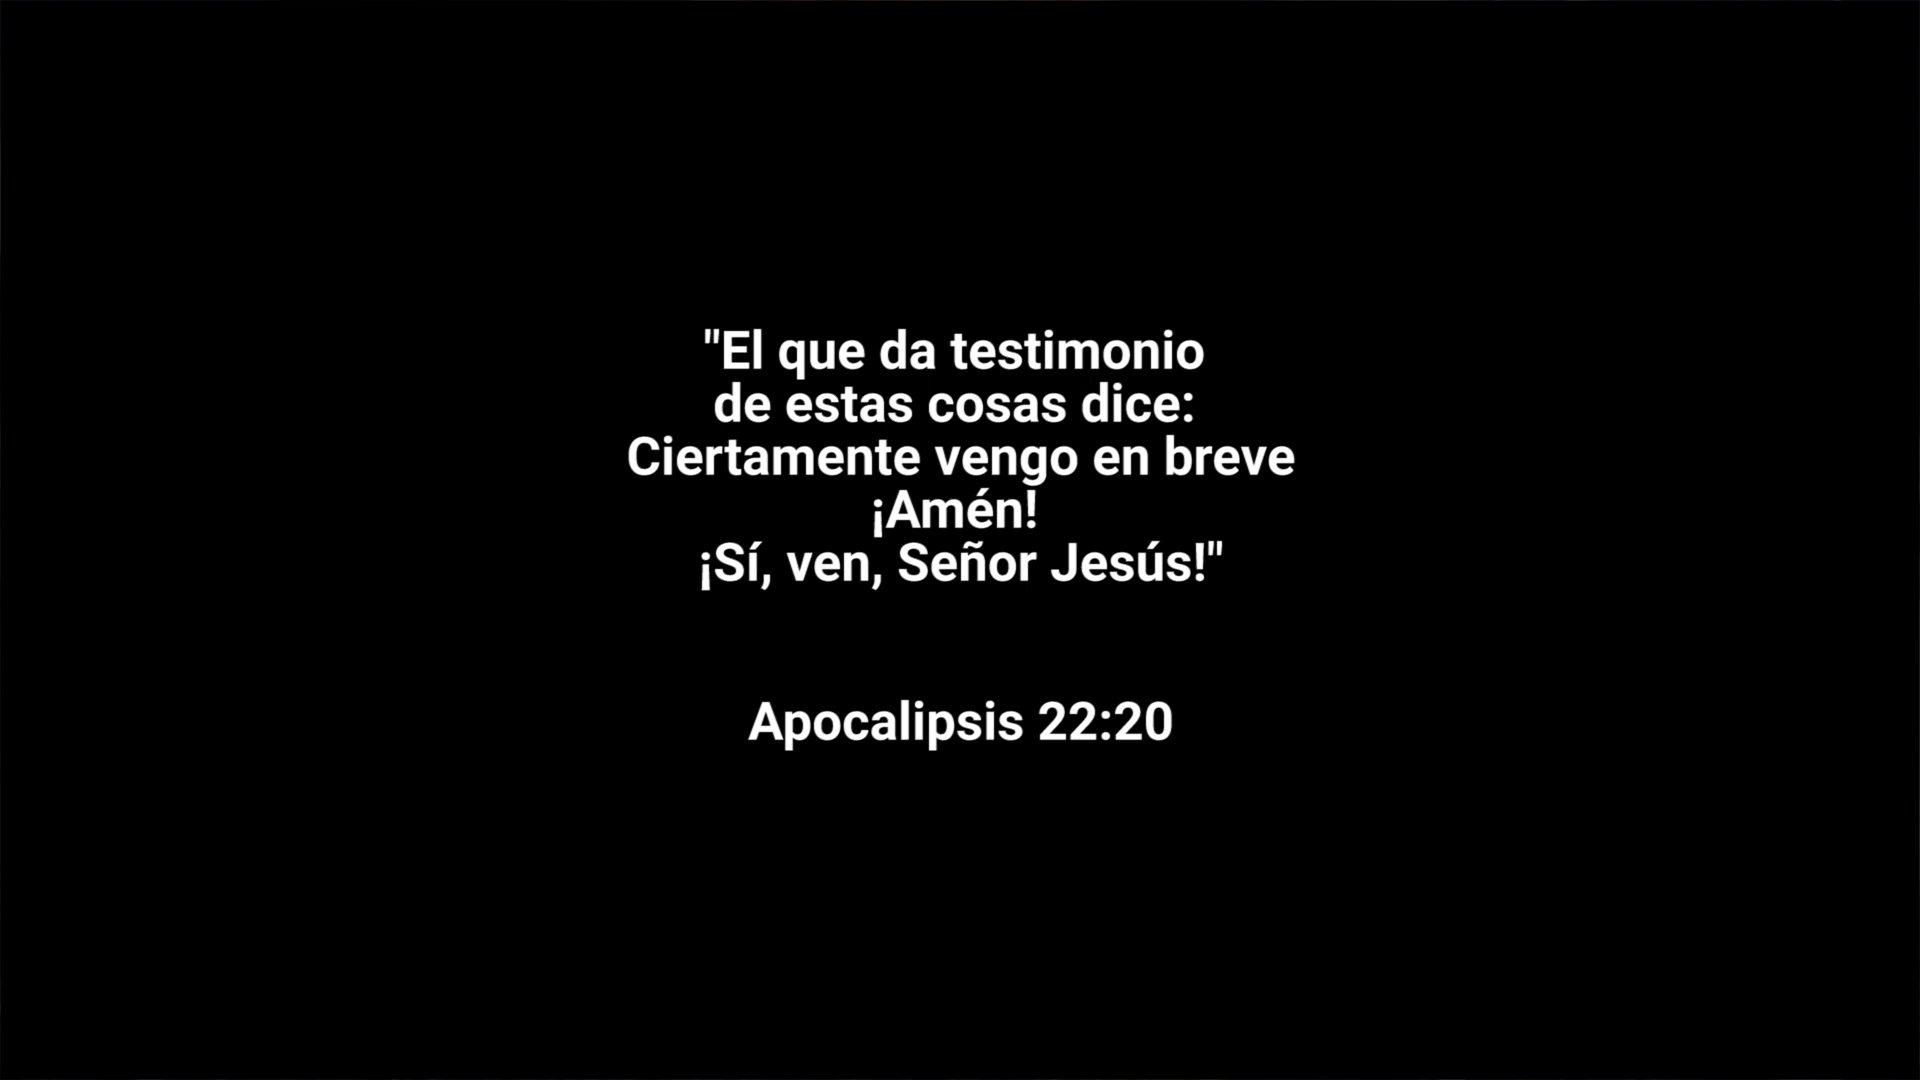 "El que da testimonio
de estas cosas dice:
Ciertamente vengo en breve
¡Amén!
¡Sí, ven, Señor Jesús!"
Apocalipsis 22:20